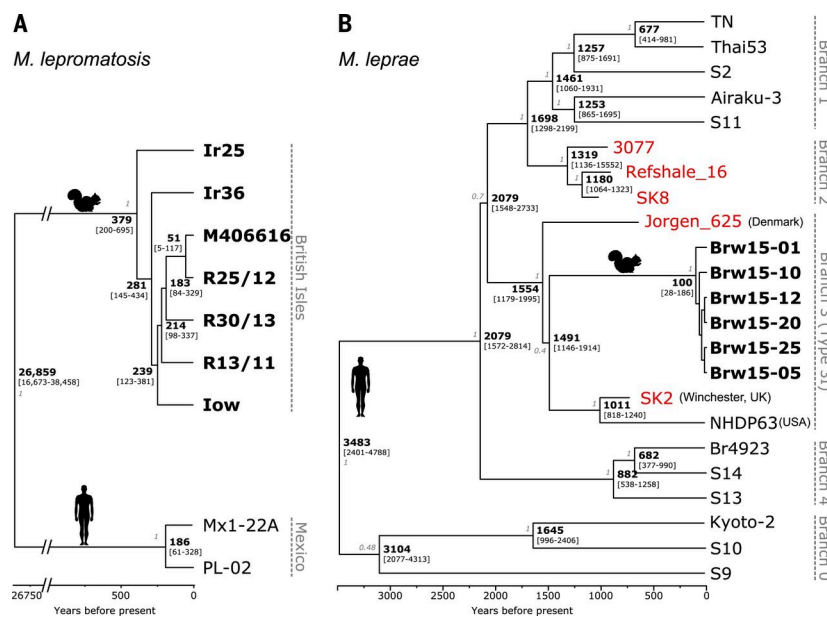 A
M. lepromatosis
Ir25
Ir36
1
379
[200-695]
51
[5-117]
M406616
281
[145-434]
183
[84-329]
R25/12
214
[98-337]
R30/13
239
[123-381]
R13/11
Iow
British Isles
26,859
[16,673-38,458]
1
1
186
[61-328]
Mx1-22A
PL-02
Mexico
26750
500
0
Years before present
B
M. leprae
TN
1
677
[414-981]
Thai53
1
1257
[875-1691]
S2
1
1461
[1060-1931]
Airaku-3
1
1253
[865-1695]
S11
Branch 1
1
1698
[1298-2199]
3077
1
1319
[1136-15552]
Refshale_16
1
1180
[1064-1323]
SK8
Branch 2
0.7
2079
[1548-2733]
Jorgen_625 (Denmark)
1
1554
[1179-1995]
Brw15-01
1
100
[28-186]
Brw15-10
Brw15-12
Brw15-20
Brw15-25
Brw15-05
1
2079
[1572-2814]
0.4
1491
[1146-1914]
SK2 (Winchester, UK)
1
1011
[818-1240]
NHDP63 (USA)
Branch 3 (Type 3I)
3483
[2401-4788]
1
Br4923
1
682
[377-990]
1
882
[538-1258]
S14
S13
Branch 4
Kyoto-2
1
1645
[996-2406]
S10
0.48
3104
[2077-4313]
S9
Branch 0
3000
2500
2000
1500
1000
500
0
Years before present